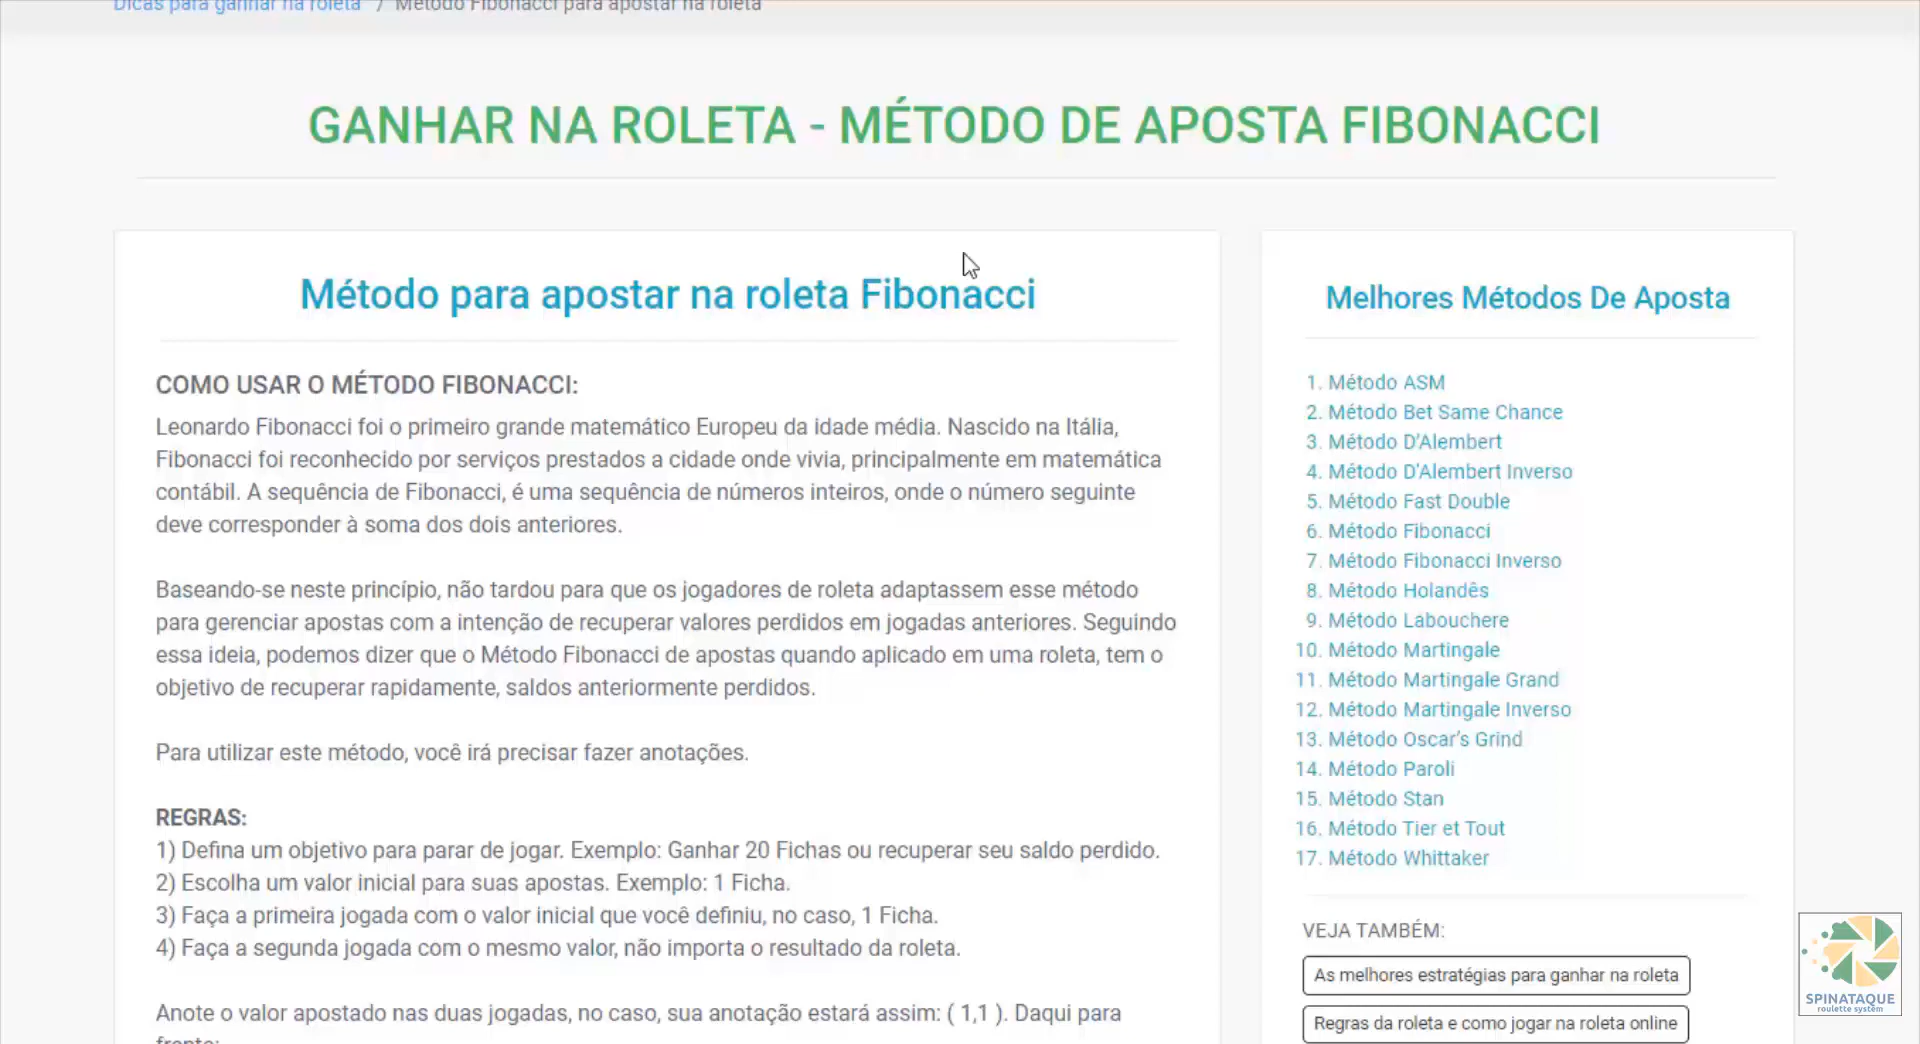 Dicas para ganhar na roleta / Método Fibonacci para apostar na roleta
GANHAR NA ROLETA - MÉTODO DE APOSTA FIBONACCI
Método para apostar na roleta Fibonacci
COMO USAR O MÉTODO FIBONACCI:
Leonardo Fibonacci foi o primeiro grande matemático Europeu da idade média. Nascido na Itália,
Fibonacci foi reconhecido por serviços prestados a cidade onde vivia, principalmente em matemática
contábil. A sequência de Fibonacci, é uma sequência de números inteiros, onde o número seguinte
deve corresponder à soma dos dois anteriores.
Baseando-se neste princípio, não tardou para que os jogadores de roleta adaptassem esse método
para gerenciar apostas com a intenção de recuperar valores perdidos em jogadas anteriores. Seguindo
essa ideia, podemos dizer que o Método Fibonacci de apostas quando aplicado em uma roleta, tem o
objetivo de recuperar rapidamente, saldos anteriormente perdidos.
Para utilizar este método, você irá precisar fazer anotações.
REGRAS:
1) Defina um objetivo para parar de jogar. Exemplo: Ganhar 20 Fichas ou recuperar seu saldo perdido.
2) Escolha um valor inicial para suas apostas. Exemplo: 1 Ficha.
3) Faça a primeira jogada com o valor inicial que você definiu, no caso, 1 Ficha.
4) Faça a segunda jogada com o mesmo valor, não importa o resultado da roleta.
Anote o valor apostado nas duas jogadas, no caso, sua anotação estará assim: ( 1,1 ). Daqui para
frente:
Melhores Métodos De Aposta
1. Método ASM
2. Método Bet Same Chance
3. Método D'Alembert
4. Método D'Alembert Inverso
5. Método Fast Double
6. Método Fibonacci
7. Método Fibonacci Inverso
8. Método Holandês
9. Método Labouchere
10. Método Martingale
11. Método Martingale Grand
12. Método Martingale Inverso
13. Método Oscar's Grind
14. Método Paroli
15. Método Stan
16. Método Tier et Tout
17. Método Whittaker
VEJA TAMBÉM:
As melhores estratégias para ganhar na roleta
Regras da roleta e como jogar na roleta online
SPINATAQUE
roulette system